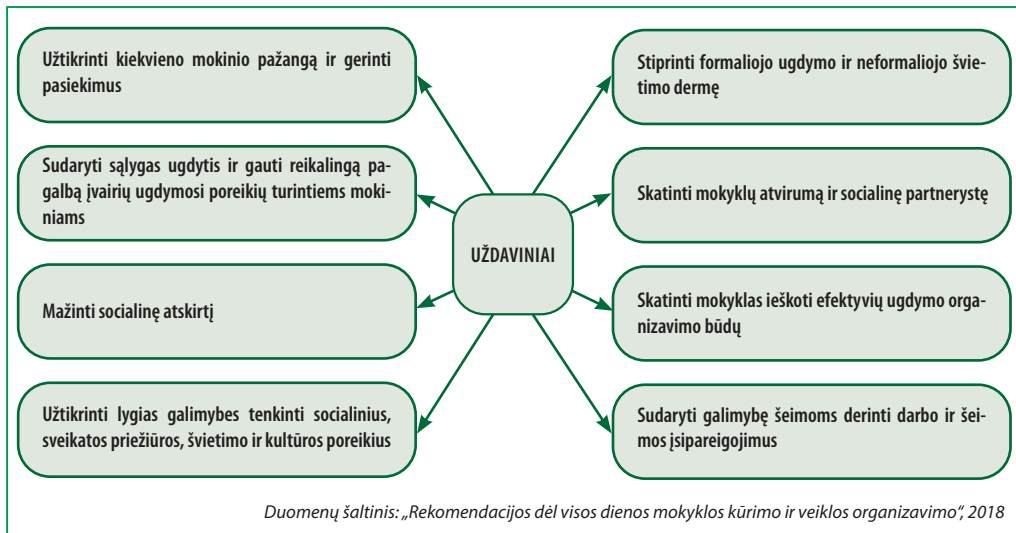 Užtikrinti kiekvieno mokinio pažangą ir gerinti
pasiekimus
Sudaryti sąlygas ugdytis ir gauti reikalingą pa-
galbą įvairių ugdymosi poreikių turintiems moki-
niams
Mažinti socialinę atskirtį
Užtikrinti lygias galimybes tenkinti socialinius,
sveikatos priežiūros, švietimo ir kultūros poreikius
UŽDAVINIAI
Stiprinti formaliojo ugdymo ir neformaliojo švie-
timo dermę
Skatinti mokyklų atvirumą ir socialinę partnerystę
Skatinti mokyklas ieškoti efektyvių ugdymo orga-
nizavimo būdų
Sudaryti galimybę šeimoms derinti darbo ir šei-
mos įsipareigojimus
Duomenų šaltinis: „Rekomendacijos dėl visos dienos mokyklos kūrimo ir veiklos organizavimo“, 2018